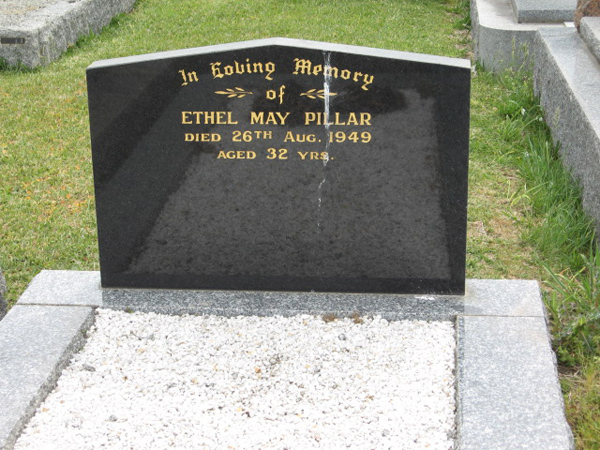 In Loving Memory
of
ETHEL MAY PILLAR
DIED 26TH AUG. 1949
AGED 32 YRS.